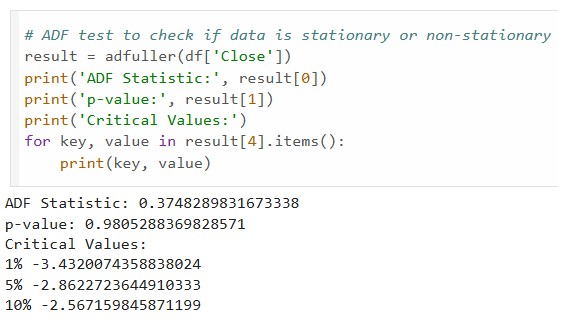 # ADF test to check if data is stationary or non-stationary
result = adfuller(df['Close'])
print('ADF Statistic:', result[0])
print('p-value:', result[1])
print('Critical Values:')
for key, value in result[4].items():
    print(key, value)
ADF Statistic: 0.3748289831673338
p-value: 0.9805288369828571
Critical Values:
1% -3.4320074358838024
5% -2.8622723644910333
10% -2.567159845871199